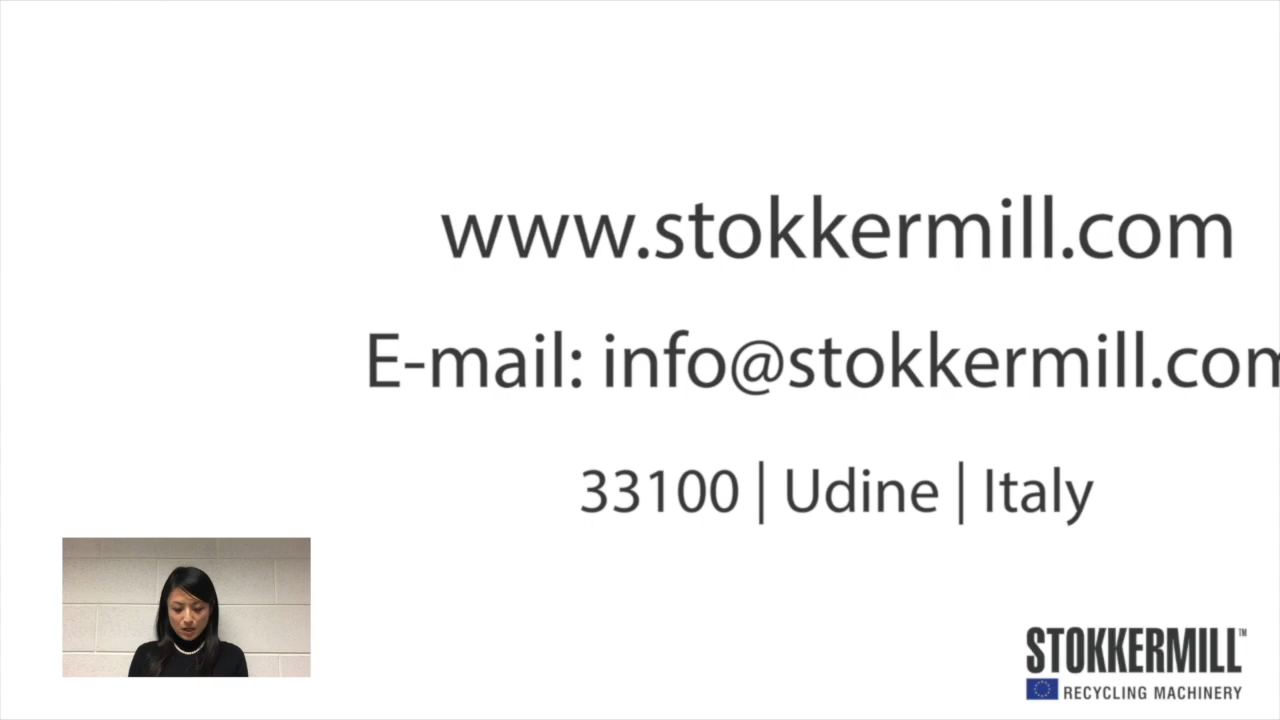 www.stokkermill.com
E-mail: info@stokkermill.com
33100 | Udine | Italy
STOKKERMILL™
RECYCLING MACHINERY